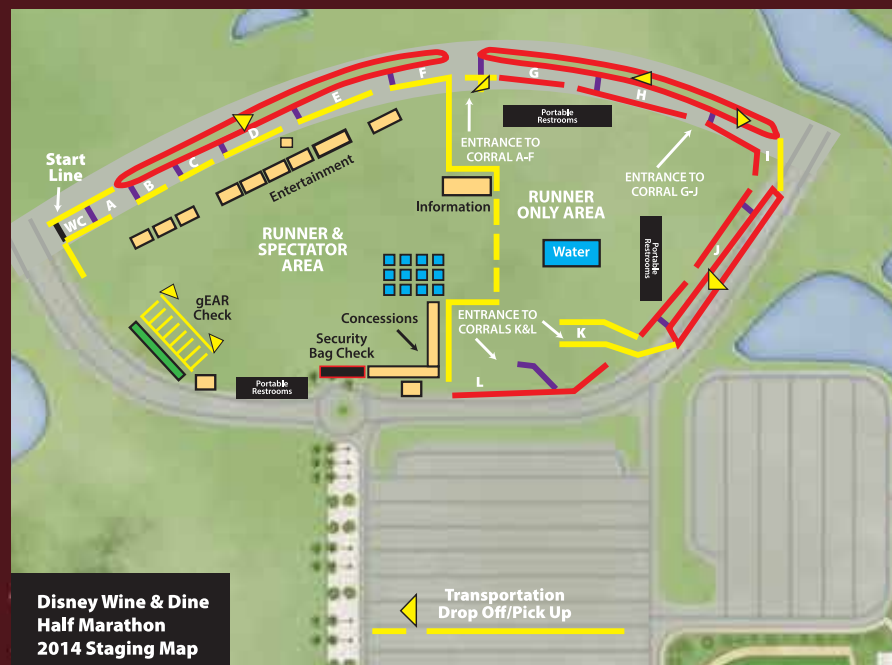 F
G
E
H
D
Portable
Restrooms
ENTRANCE TO
CORRAL A-F
C
Start
Line
Entertainment
B
I
ENTRANCE TO
CORRAL G-J
A
WC
Information
RUNNER
ONLY AREA
RUNNER &
SPECTATOR
AREA
Water
Portable
Restrooms
J
gEAR
Check
Concessions
ENTRANCE TO
CORRALS K&L
K
Security
Bag Check
L
Portable
Restrooms
Transportation
Drop Off/Pick Up
Disney Wine & Dine
Half Marathon
2014 Staging Map